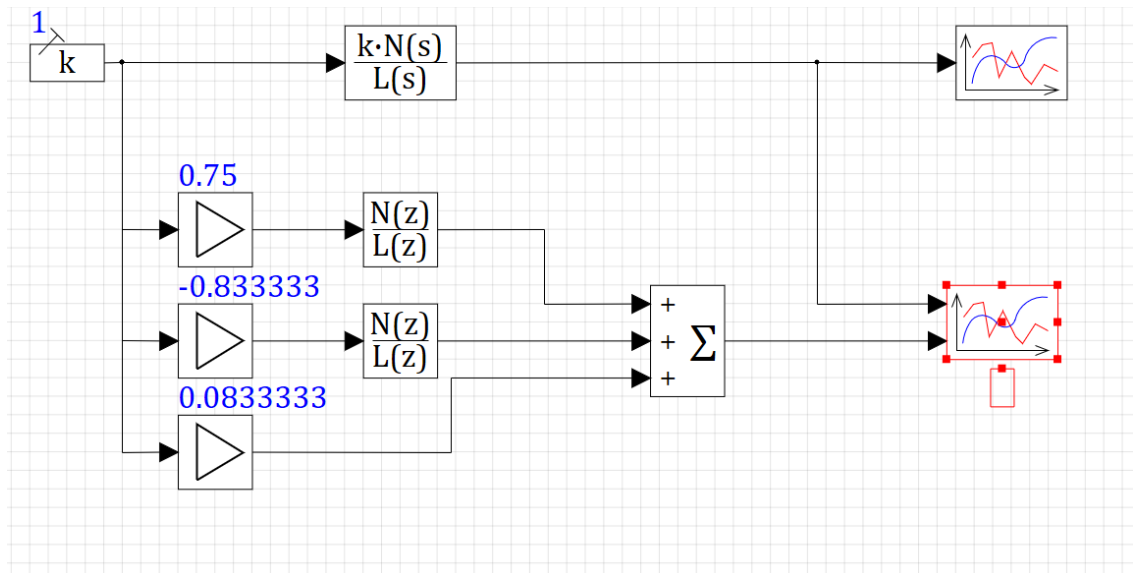 1
k
k·N(s)
L(s)
0.75
N(z)
L(z)
-0.833333
N(z)
L(z)
0.0833333
+
+
+
Σ